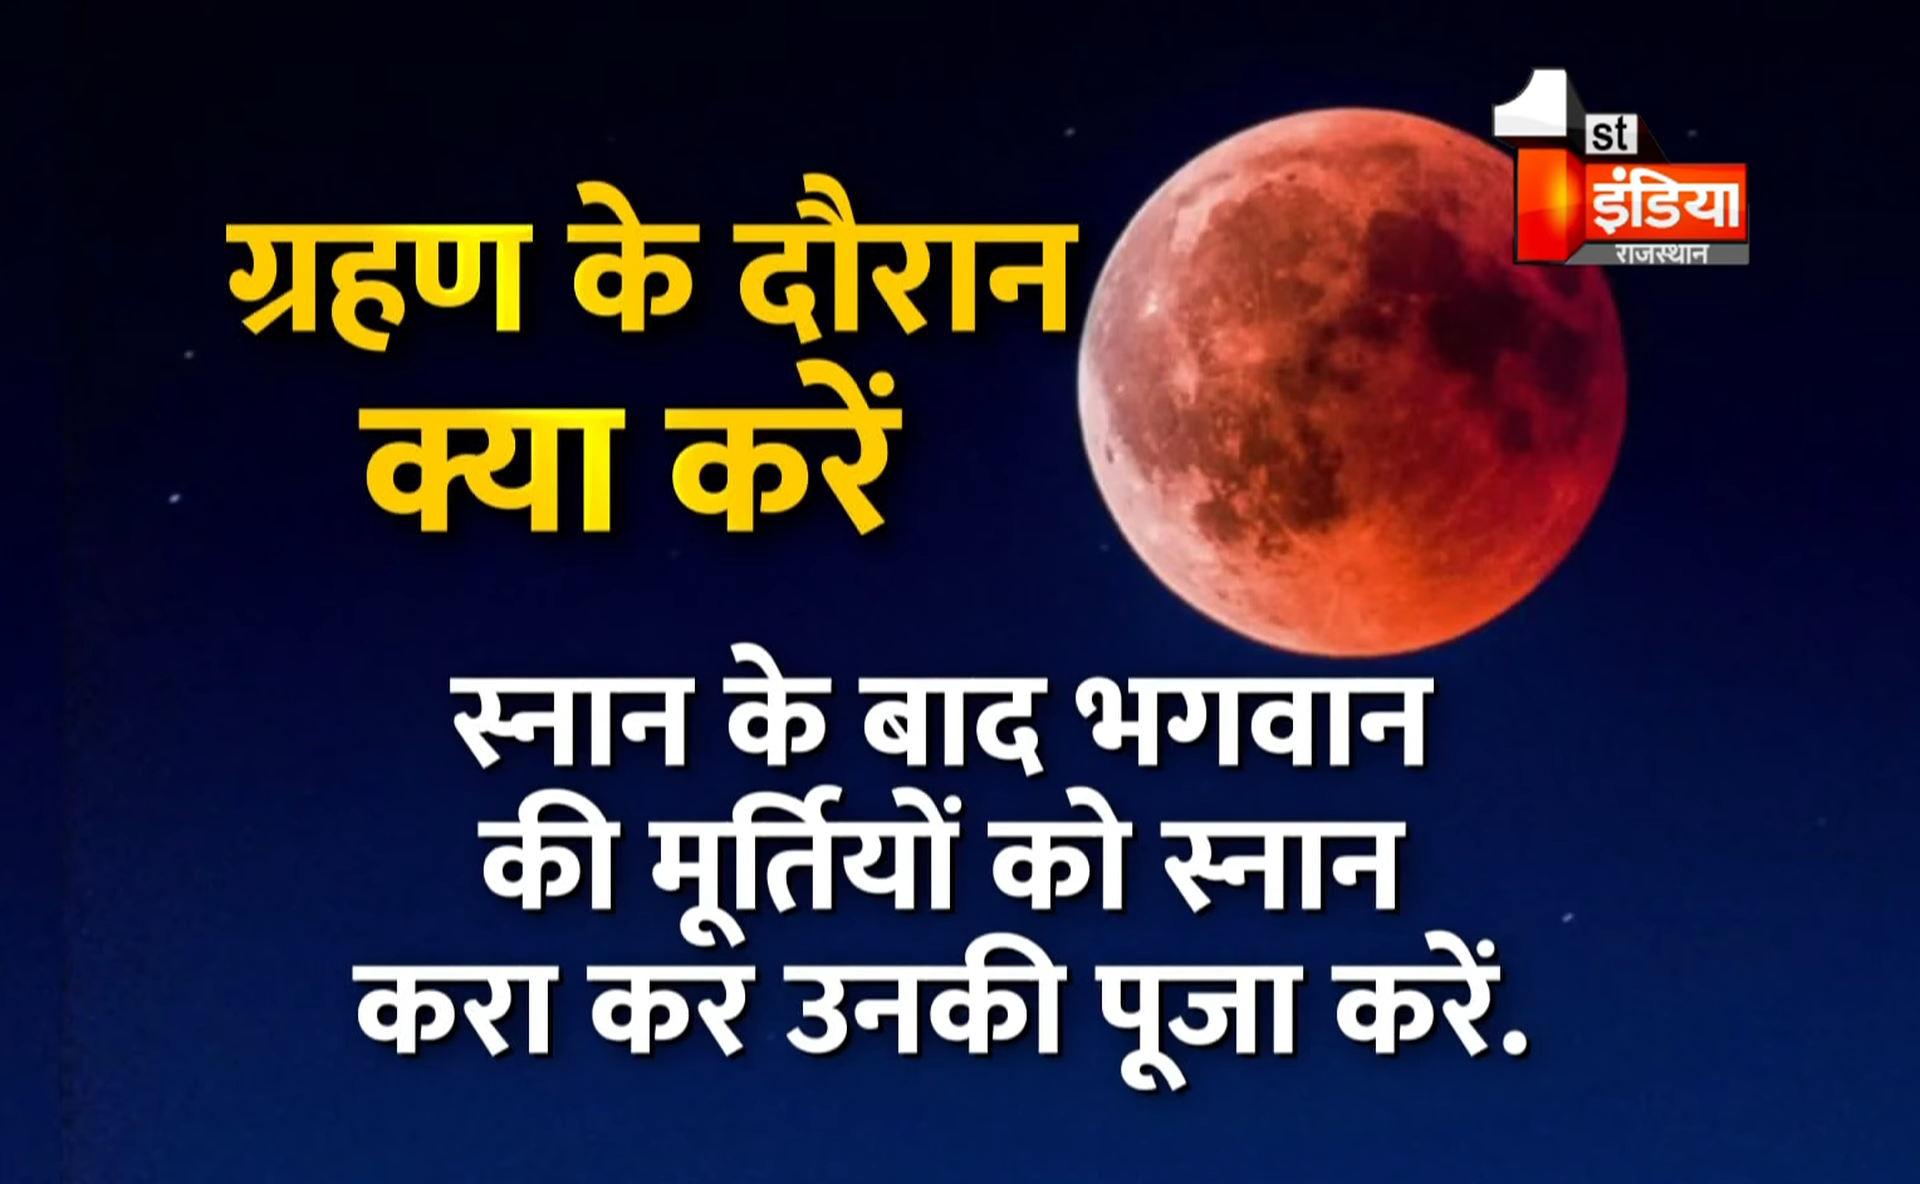 1st
इंडिया
राजस्थान
ग्रहण के दौरान
क्या करें
स्नान के बाद भगवान
की मूर्तियों को स्नान
करा कर उनकी पूजा करें.